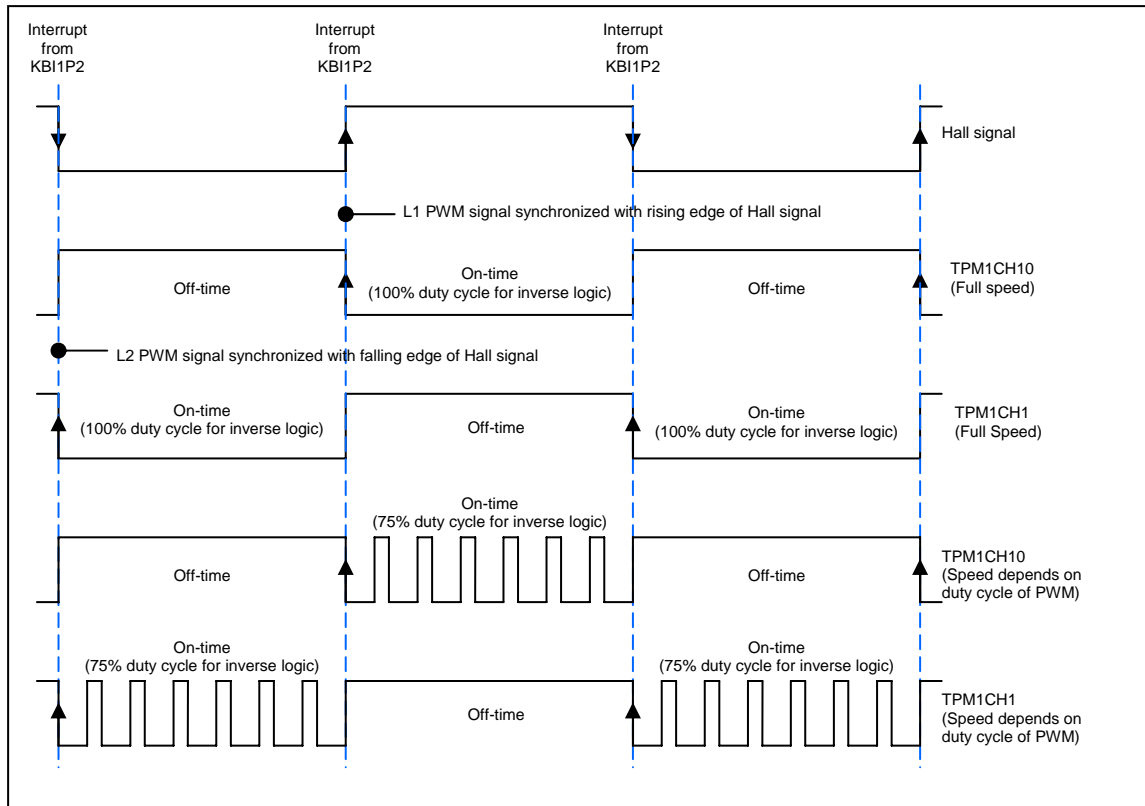 Interrupt
from
KBI1P2
Interrupt
from
KBI1P2
Interrupt
from
KBI1P2
Hall signal
L1 PWM signal synchronized with rising edge of Hall signal
Off-time
On-time
(100% duty cycle for inverse logic)
Off-time
TPM1CH10
(Full speed)
L2 PWM signal synchronized with falling edge of Hall signal
On-time
(100% duty cycle for inverse logic)
Off-time
On-time
(100% duty cycle for inverse logic)
TPM1CH1
(Full Speed)
Off-time
On-time
(75% duty cycle for inverse logic)
Off-time
TPM1CH10
(Speed depends on
duty cycle of PWM)
On-time
(75% duty cycle for inverse logic)
Off-time
On-time
(75% duty cycle for inverse logic)
TPM1CH1
(Speed depends on
duty cycle of PWM)